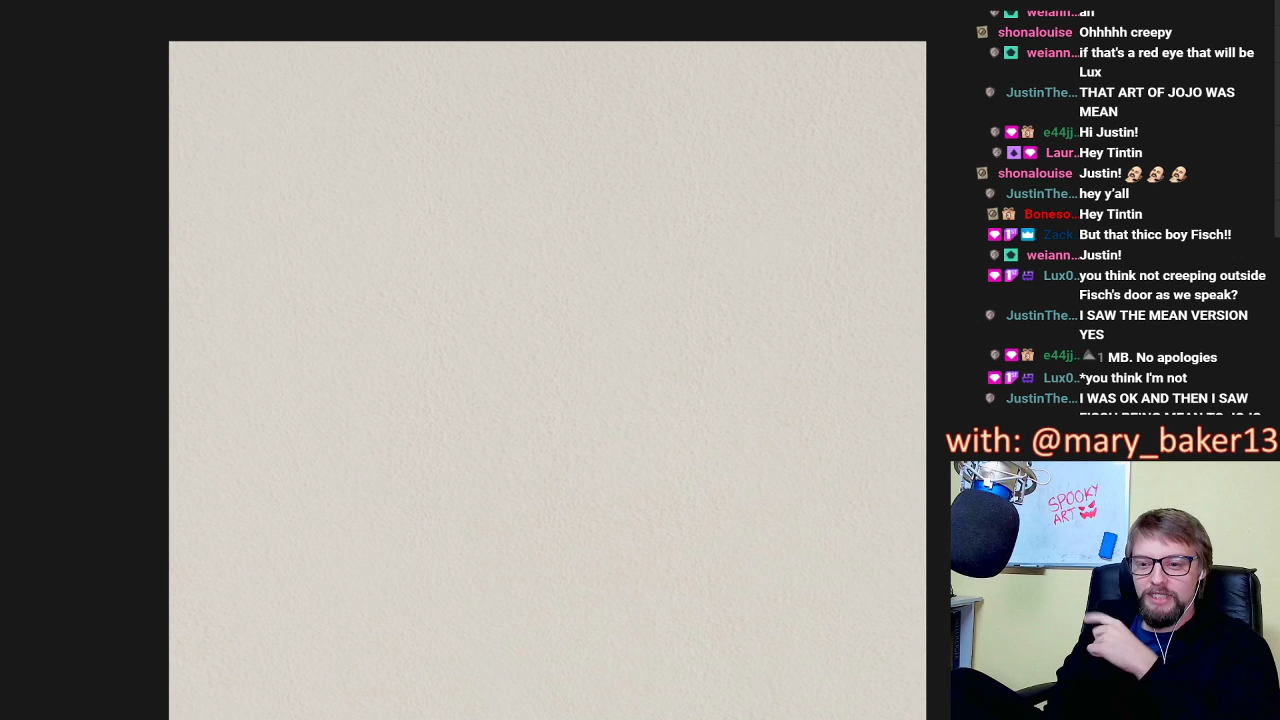 weiann... an
shonalouise Ohhhhh creepy
weiann... if that's a red eye that will be
Lux
JustinThe... THAT ART OF JOJO WAS
MEAN
e44jj.. Hi Justin!
Laur.. Hey Tintin
shonalouise Justin!
JustinThe... hey y'all
Boneso.. Hey Tintin
Zack. But that thicc boy Fisch!!
weiann... Justin!
Lux0.. you think not creeping outside
Fisch's door as we speak?
JustinThe... I SAW THE MEAN VERSION
YES
e44jj.. 1 MB. No apologies
Lux0.. *you think I'm not
JustinThe... I WAS OK AND THEN I SAW
with: @mary_baker13
SPOOKY
ART